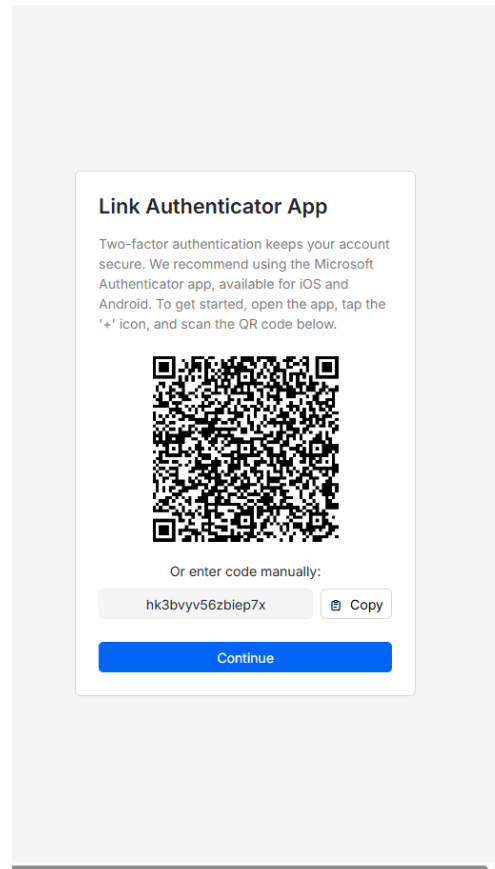 Link Authenticator App
Two-factor authentication keeps your account
secure. We recommend using the Microsoft
Authenticator app, available for iOS and
Android. To get started, open the app, tap the
'+' icon, and scan the QR code below.
Or enter code manually:
hk3bvyv56zbiep7x
Copy
Continue